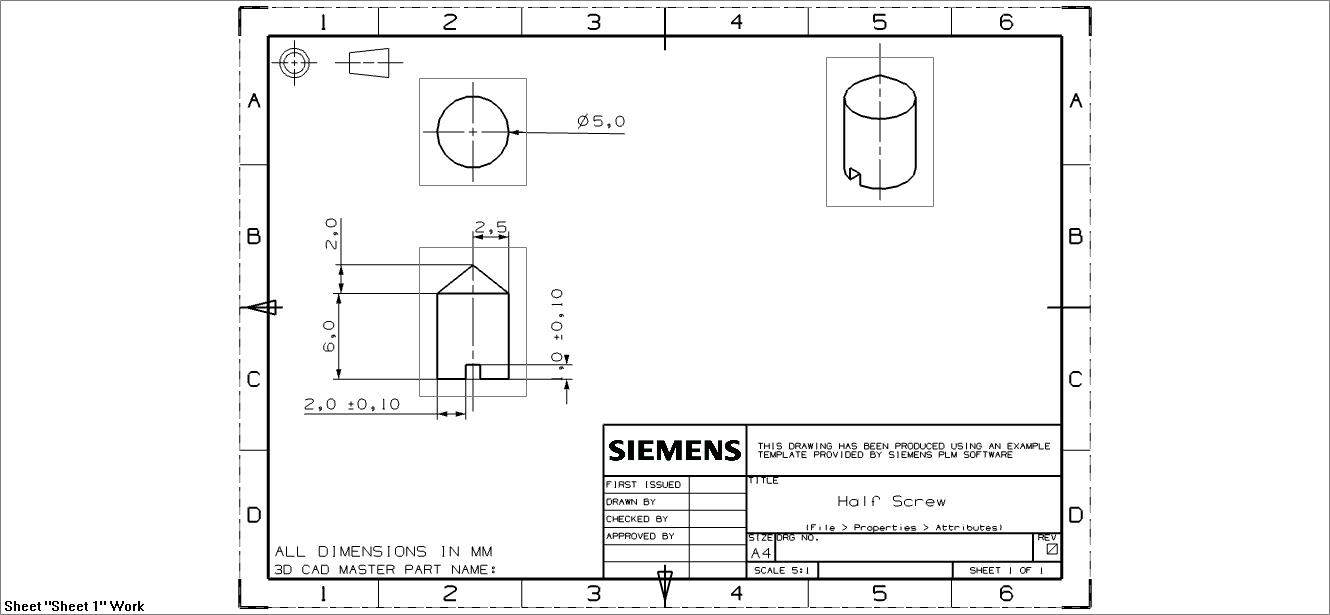 1 2 3 4 5 6
A A
Ø5,0
B B
2,0
2,5
6,0
1,0 ±0,10
C C
2,0 ±0,10
SIEMENS
THIS DRAWING HAS BEEN PRODUCED USING AN EXAMPLE
TEMPLATE PROVIDED BY SIEMENS PLM SOFTWARE
FIRST ISSUED
DRAWN BY
CHECKED BY
APPROVED BY
TITLE
Half Screw
(File > Properties > Attributes)
D D
SIZE
A4
DRG NO.
REV
SCALE 5:1
SHEET 1 OF 1
ALL DIMENSIONS IN MM
3D CAD MASTER PART NAME:
1 2 3 4 5 6
Sheet "Sheet 1" Work